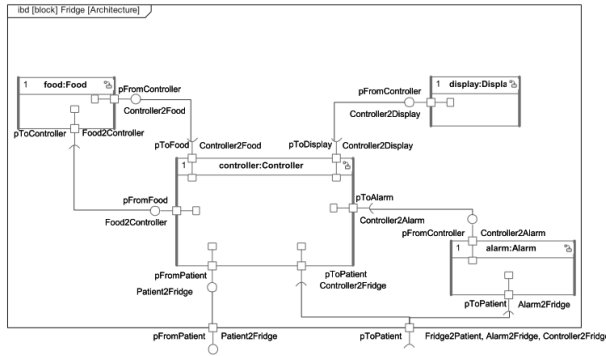 ibd [block] Fridge [Architecture]
1 food:Food
pFromController
Controller2Food
pToController
Food2Controller
1 display:Displa
pFromController
Controller2Display
pToFood
Controller2Food
pToDisplay
Controller2Display
1 controller:Controller
pFromFood
Food2Controller
pToAlarm
Controller2Alarm
pFromController
Controller2Alarm
1 alarm:Alarm
pFromPatient
Patient2Fridge
pToPatient
Controller2Fridge
pToPatient
Alarm2Fridge
pFromPatient
Patient2Fridge
pToPatient
Fridge2Patient, Alarm2Fridge, Controller2Fridge